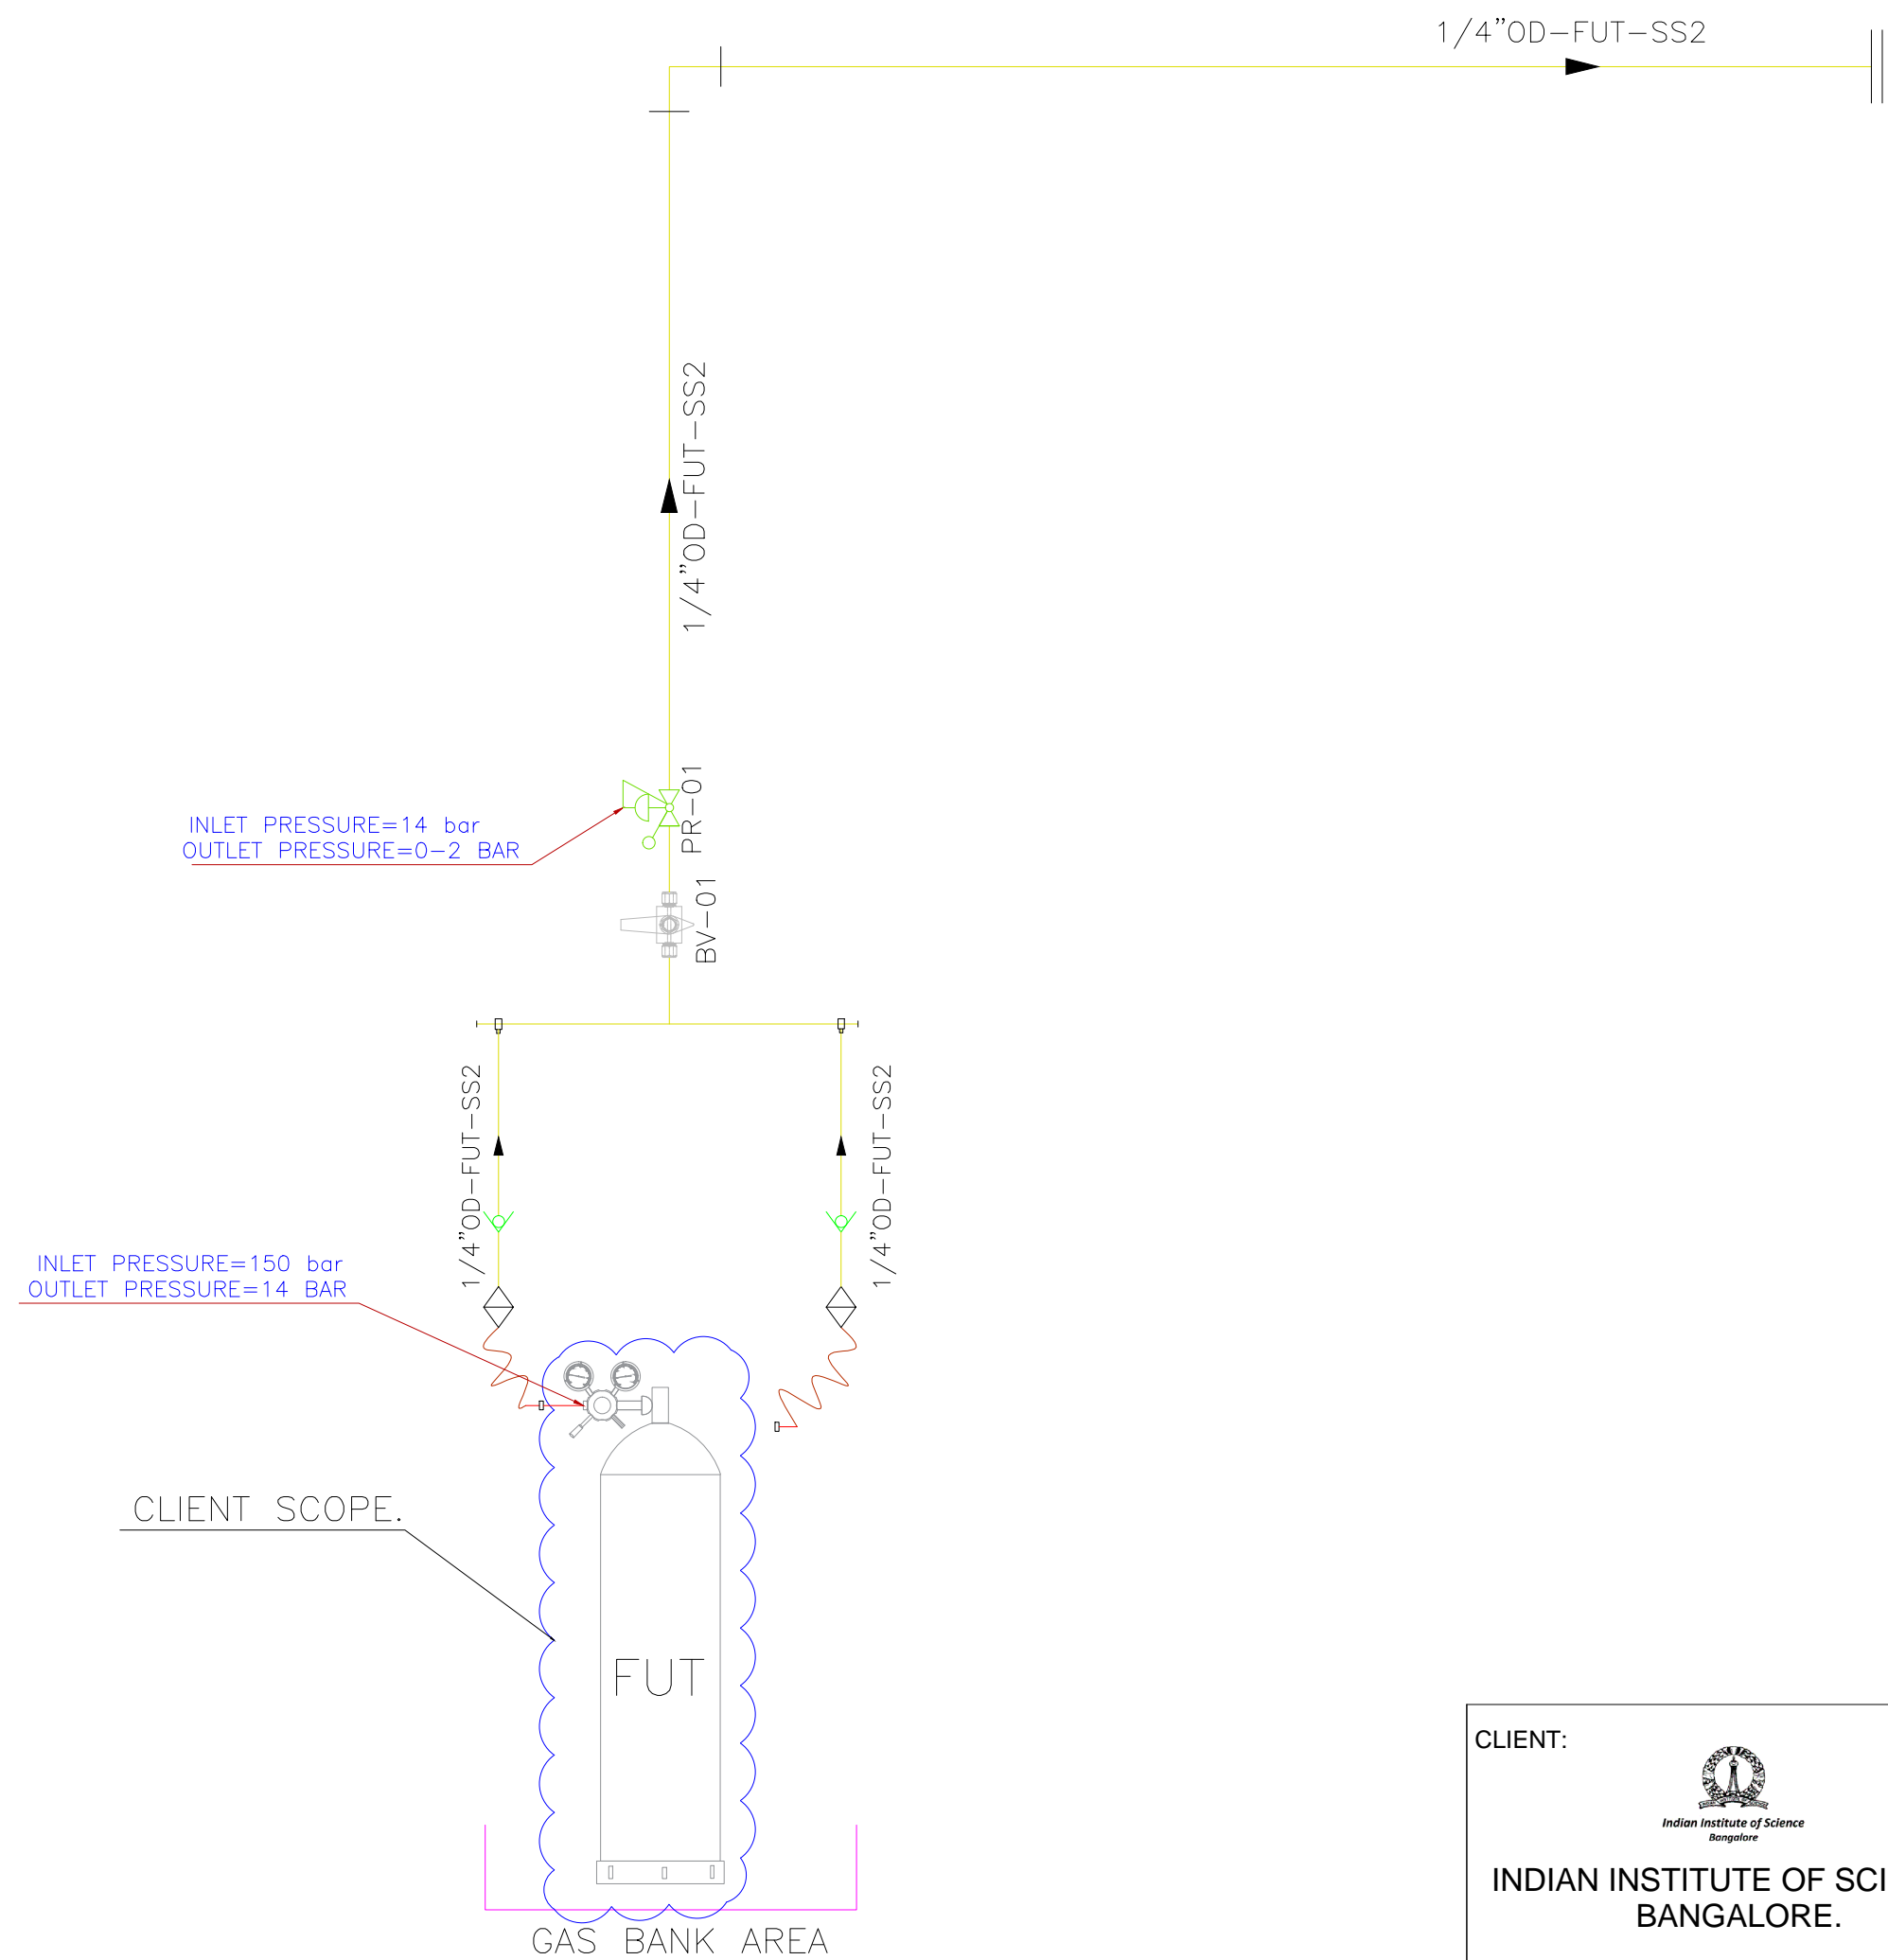 1/4"OD-FUT-SS2
1/4"OD-FUT-SS2
PR-01
INLET PRESSURE=14 bar
OUTLET PRESSURE=0-2 BAR
BV-01
1/4"OD-FUT-SS2
1/4"OD-FUT-SS2
INLET PRESSURE=150 bar
OUTLET PRESSURE=14 BAR
CLIENT SCOPE.
FUT
GAS BANK AREA
CLIENT:
Indian Institute of Science
Bangalore
INDIAN INSTITUTE OF SCI
BANGALORE.